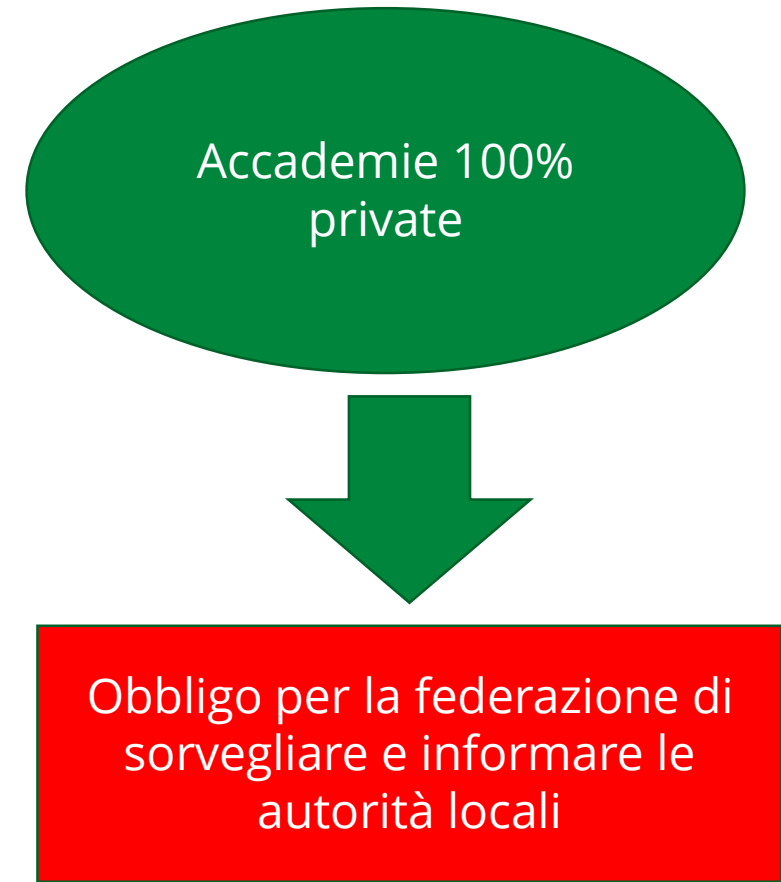 Accademie 100%
private
Obbligo per la federazione di
sorvegliare e informare le
autorità locali